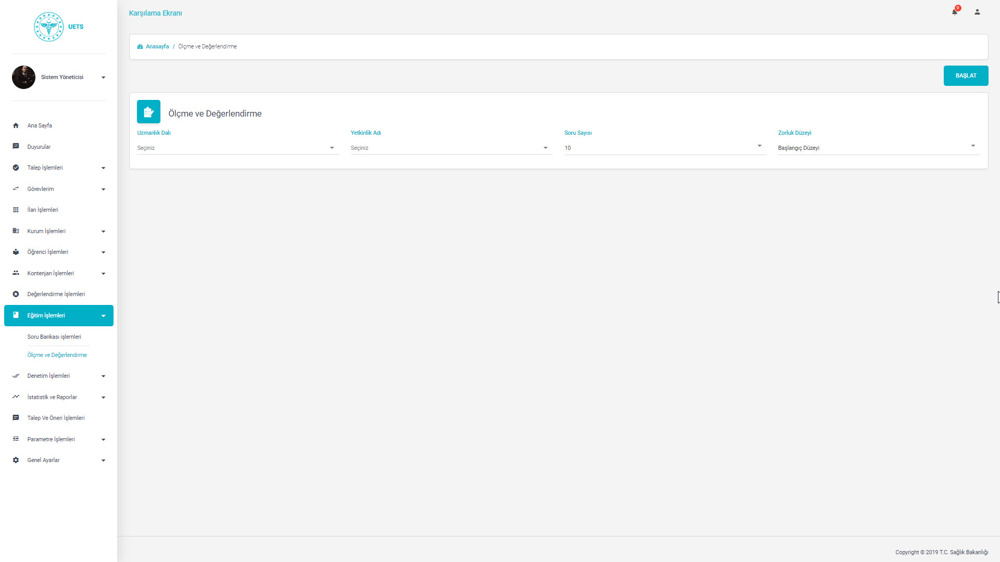 UETS
Sistem Yöneticisi
Ana Sayfa
Duyurular
Talep İşlemleri
Görevlerim
İlan İşlemleri
Kurum İşlemleri
Öğrenci İşlemleri
Kontenjan İşlemleri
Değerlendirme İşlemleri
Eğitim İşlemleri
Soru Bankası işlemleri
Ölçme ve Değerlendirme
Denetim İşlemleri
İstatistik ve Raporlar
Talep Ve Öneri İşlemleri
Parametre İşlemleri
Genel Ayarlar
Karşılama Ekranı
0
Anasayfa / Ölçme ve Değerlendirme
BAŞLAT
Ölçme ve Değerlendirme
Uzmanlık Dalı
Seçiniz
Yetkinlik Adı
Seçiniz
Soru Sayısı
10
Zorluk Düzeyi
Başlangıç Düzeyi
Copyright © 2019 T.C. Sağlık Bakanlığı